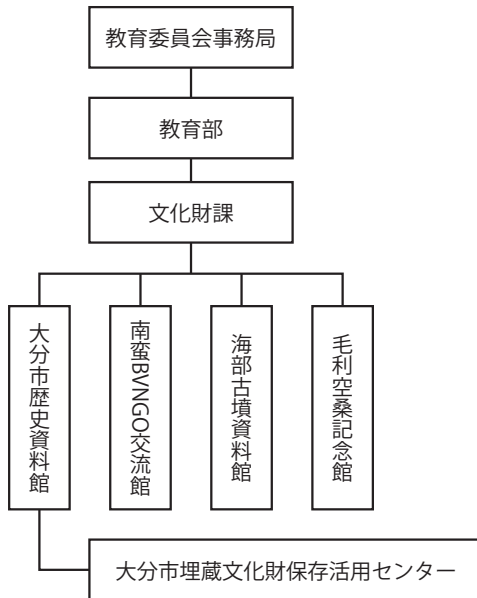 教育委員会事務局
教育部
文化財課
大分市歴史資料館
南蛮BVNGO交流館
海部古墳資料館
毛利空桑記念館
大分市埋蔵文化財保存活用センター